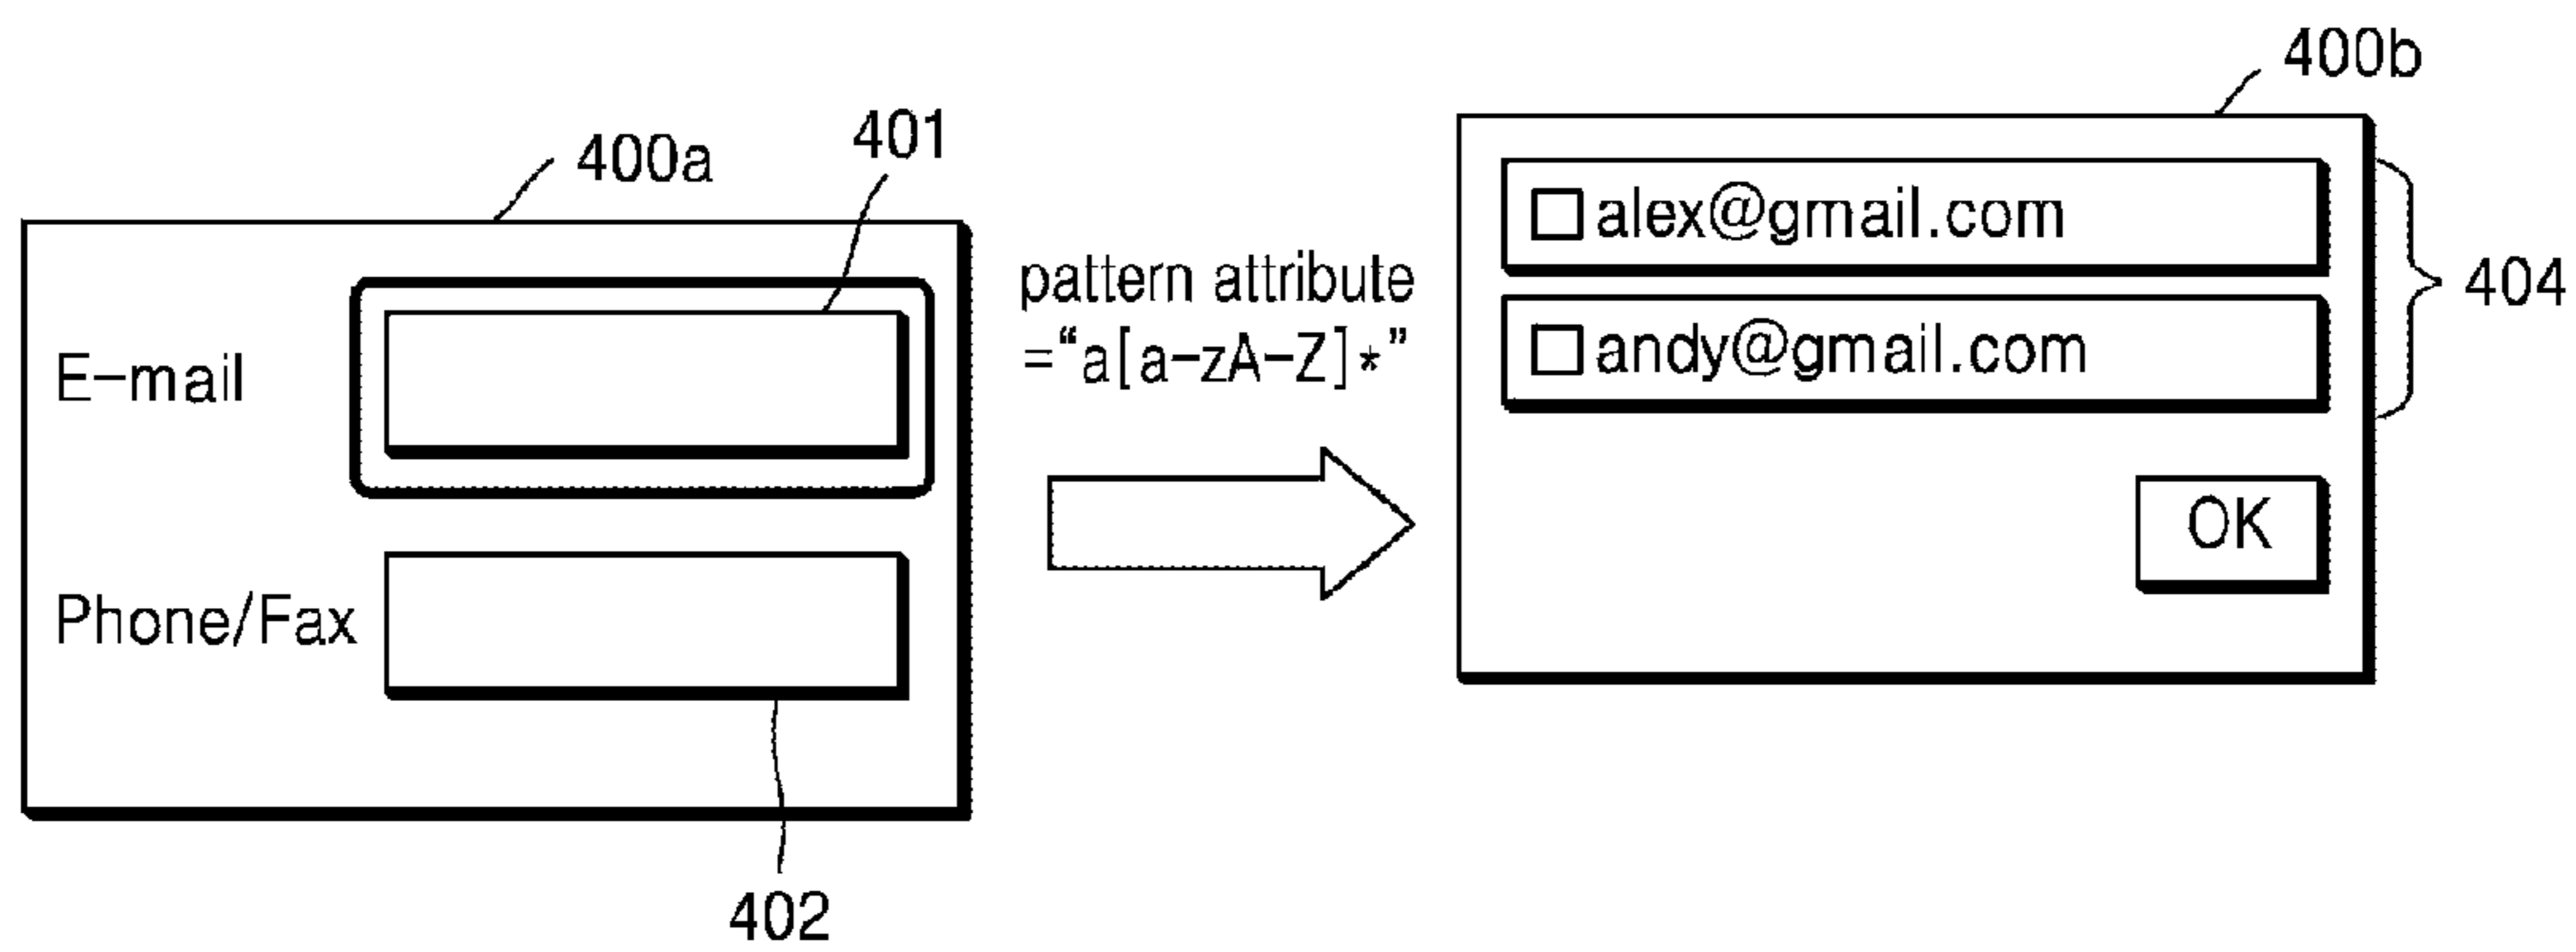 400a
401
E-mail
Phone/Fax
402
pattern attribute
="a[a-zA-Z]*"
400b
alex@gmail.com
andy@gmail.com
404
OK